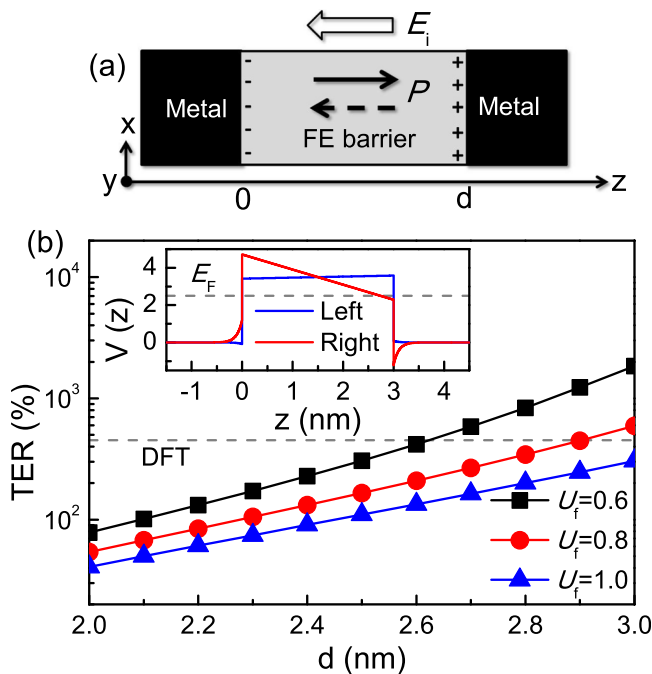 E_i
(a)
- +
- +
Metal P Metal
- +
FE barrier
- +
x
- +
y z
0 d
(b)
10^4
4
E_F
V (z)
2
Left
Right
0
-1 0 1 2 3 4
z (nm)
10^3
TER (%)
DFT
U_f=0.6
10^2
U_f=0.8
U_f=1.0
2.0 2.2 2.4 2.6 2.8 3.0
d (nm)